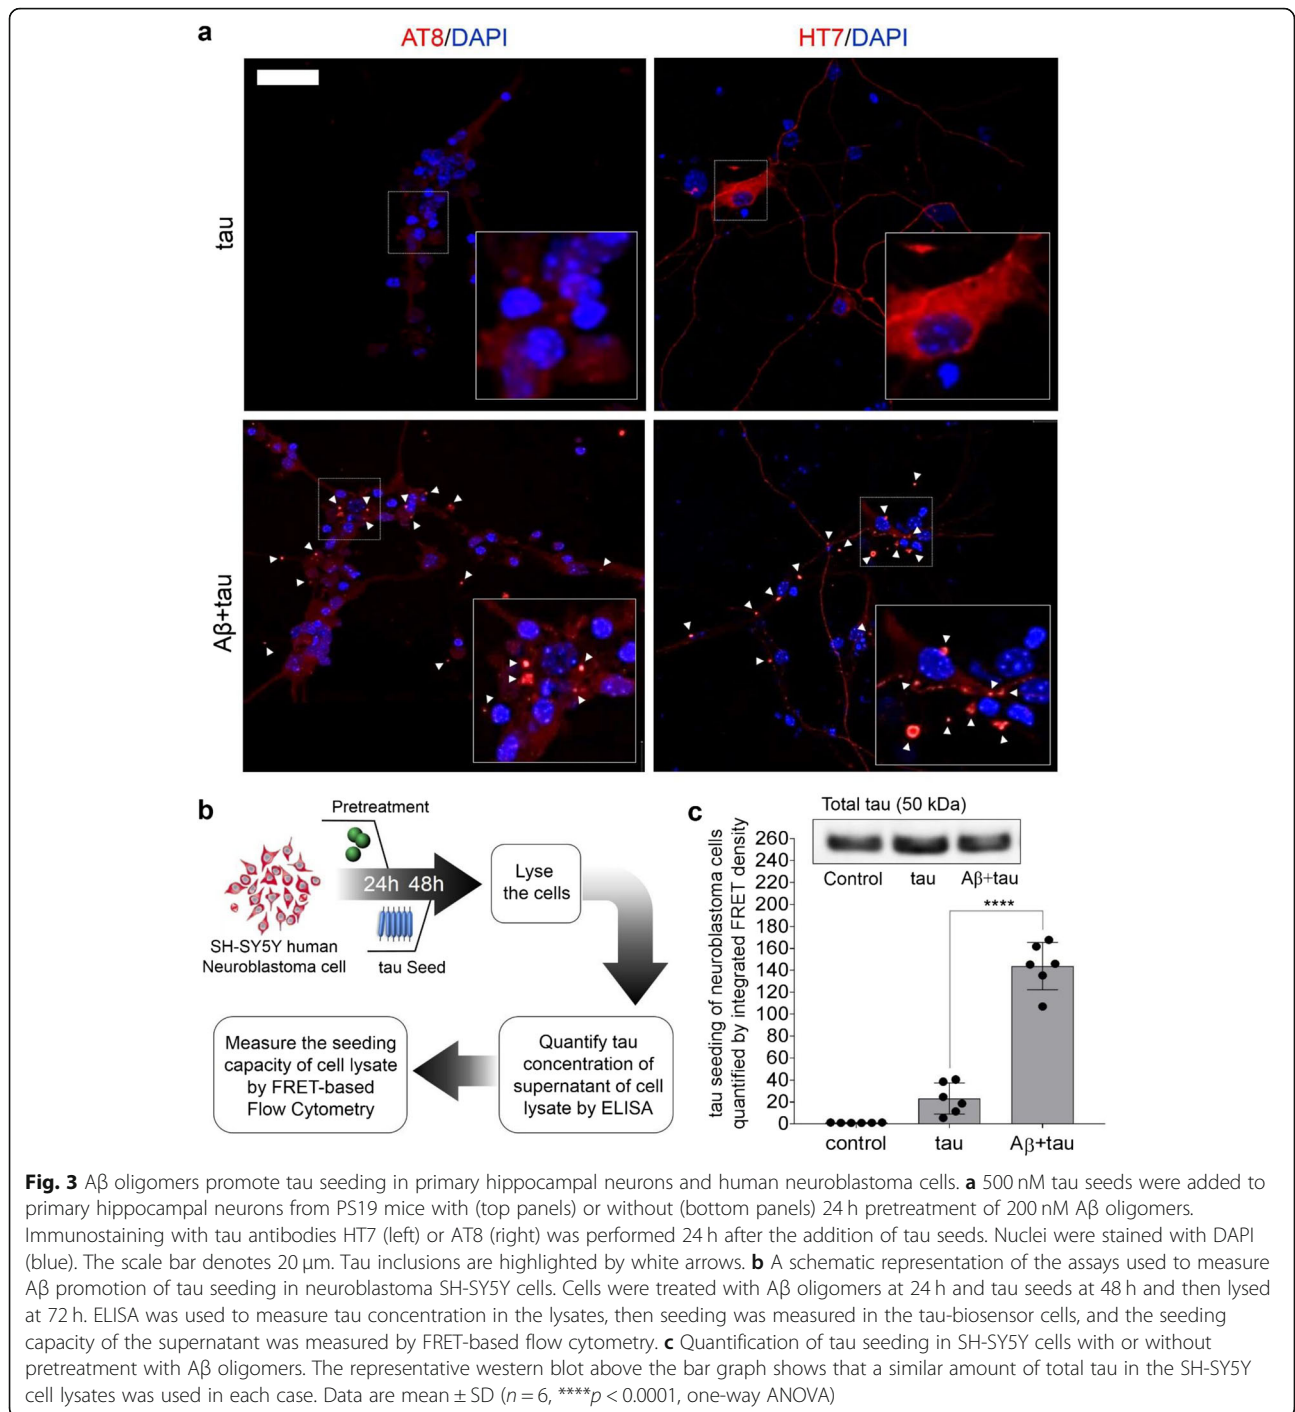 a
AT8/DAPI
HT7/DAPI
tau
Aβ+tau
b
Pretreatment
24h 48h
SH-SY5Y human
Neuroblastoma cell
tau Seed
Lyse
the cells
Quantify tau
concentration of
supernatant of cell
lysate by ELISA
Measure the seeding
capacity of cell lysate
by FRET-based
Flow Cytometry
c
Total tau (50 kDa)
Control tau Aβ+tau
tau seeding of neuroblastoma cells
quantified by integrated FRET density
260
240
220
200
180
160
140
120
100
80
60
40
20
0
****
control tau Aβ+tau
Fig. 3 Aβ oligomers promote tau seeding in primary hippocampal neurons and human neuroblastoma cells. a 500 nM tau seeds were added to
primary hippocampal neurons from PS19 mice with (top panels) or without (bottom panels) 24 h pretreatment of 200 nM Aβ oligomers.
Immunostaining with tau antibodies HT7 (left) or AT8 (right) was performed 24 h after the addition of tau seeds. Nuclei were stained with DAPI
(blue). The scale bar denotes 20 μm. Tau inclusions are highlighted by white arrows. b A schematic representation of the assays used to measure
Aβ promotion of tau seeding in neuroblastoma SH-SY5Y cells. Cells were treated with Aβ oligomers at 24 h and tau seeds at 48 h and then lysed
at 72 h. ELISA was used to measure tau concentration in the lysates, then seeding was measured in the tau-biosensor cells, and the seeding
capacity of the supernatant was measured by FRET-based flow cytometry. c Quantification of tau seeding in SH-SY5Y cells with or without
pretreatment with Aβ oligomers. The representative western blot above the bar graph shows that a similar amount of total tau in the SH-SY5Y
cell lysates was used in each case. Data are mean ± SD (n = 6, ****p < 0.0001, one-way ANOVA)